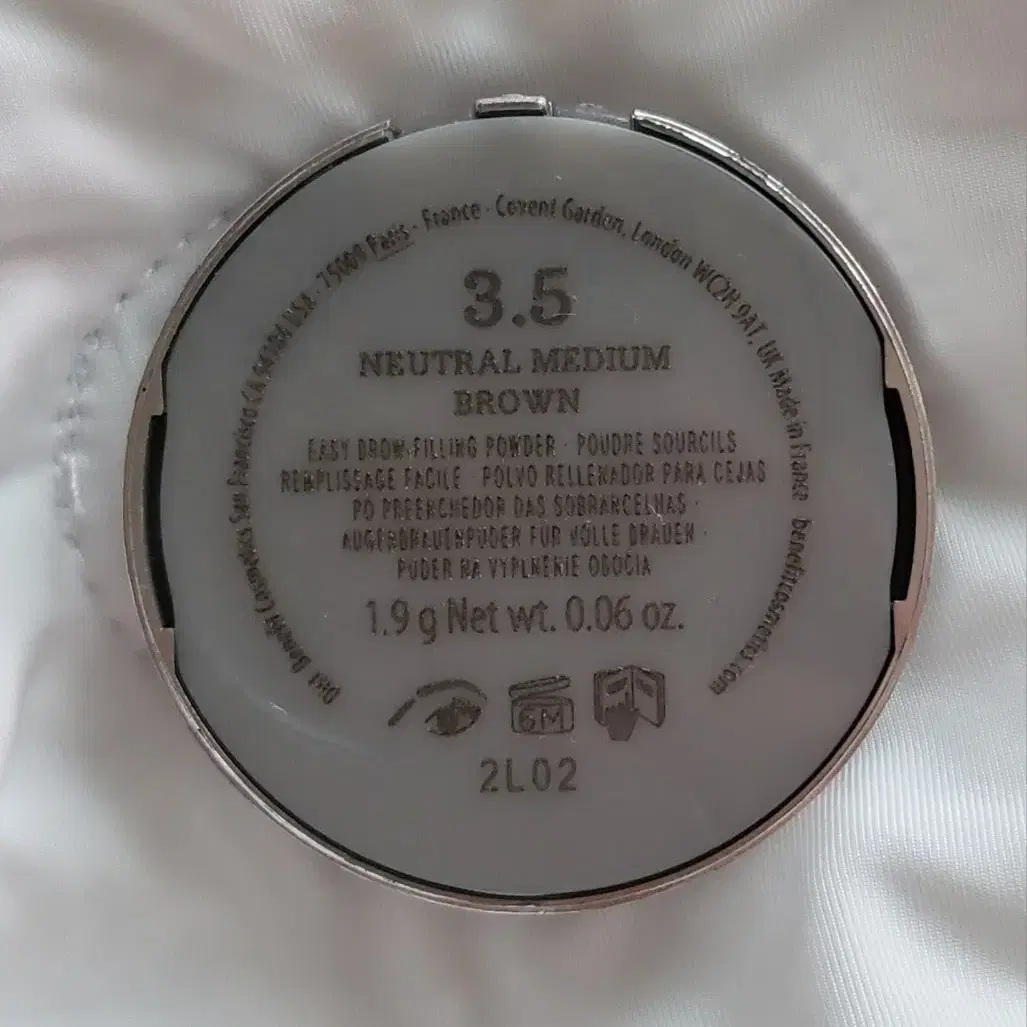 Dist. Benefit Cosmetics San Francisco CA 94104 USA · 75009 Paris · France · Covent Garden, London WC2H 9AT, UK Made in France benefitcosmetics.com
3.5
NEUTRAL MEDIUM
BROWN
EASY BROW-FILLING POWDER · POUDRE SOURCILS
REMPLISSAGE FACILE · POLVO RELLENADOR PARA CEJAS
PÓ PREENCHEDOR DAS SOBRANCELHAS ·
AUGENBRAUENPUDER FÜR VOLLE BRAUEN ·
PUDER NA VYPLNENIE OBOČIA
1.9 g Net wt. 0.06 oz.
6M
2L02